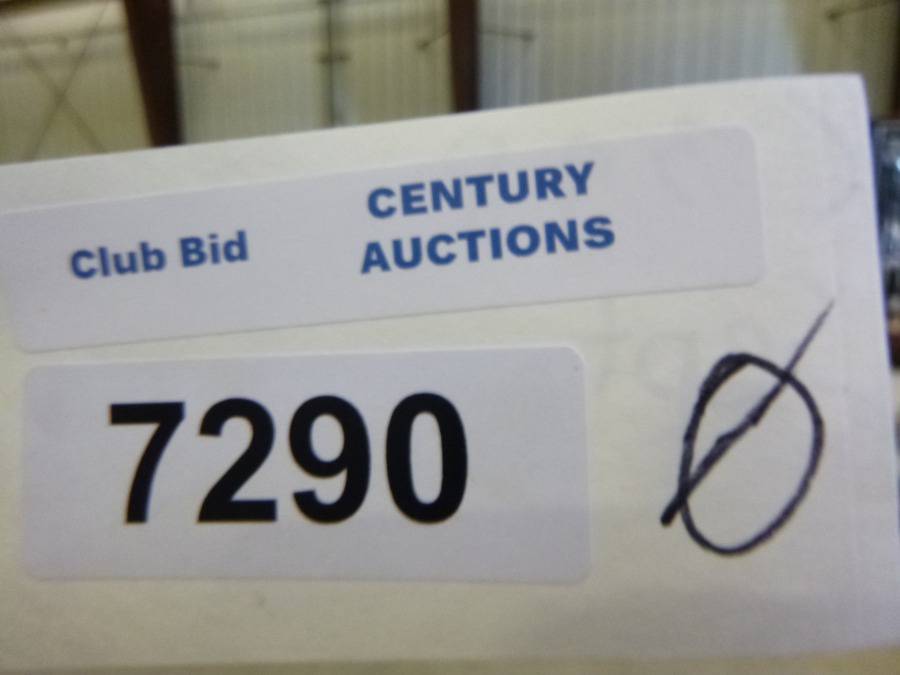 Club Bid
CENTURY
AUCTIONS
7290 Ø